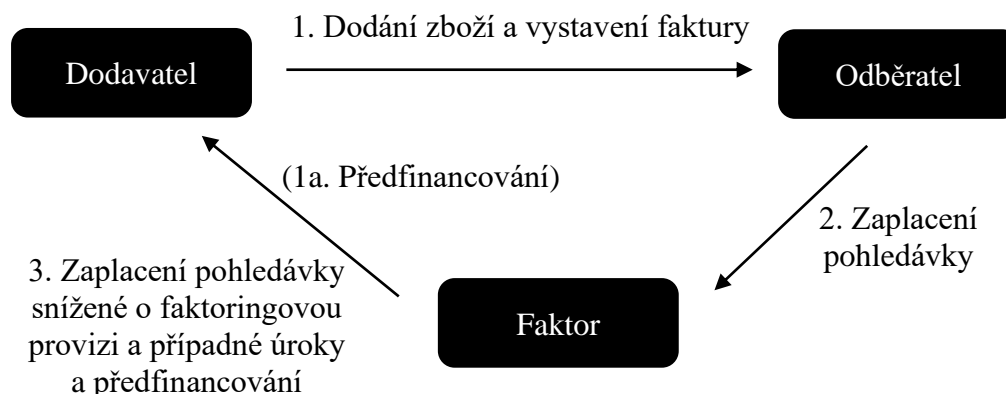 1. Dodání zboží a vystavení faktury
Dodavatel
Odběratel
(1a. Předfinancování)
2. Zaplacení
pohledávky
3. Zaplacení pohledávky
snížené o faktoringovou
provizi a případné úroky
a předfinancování
Faktor